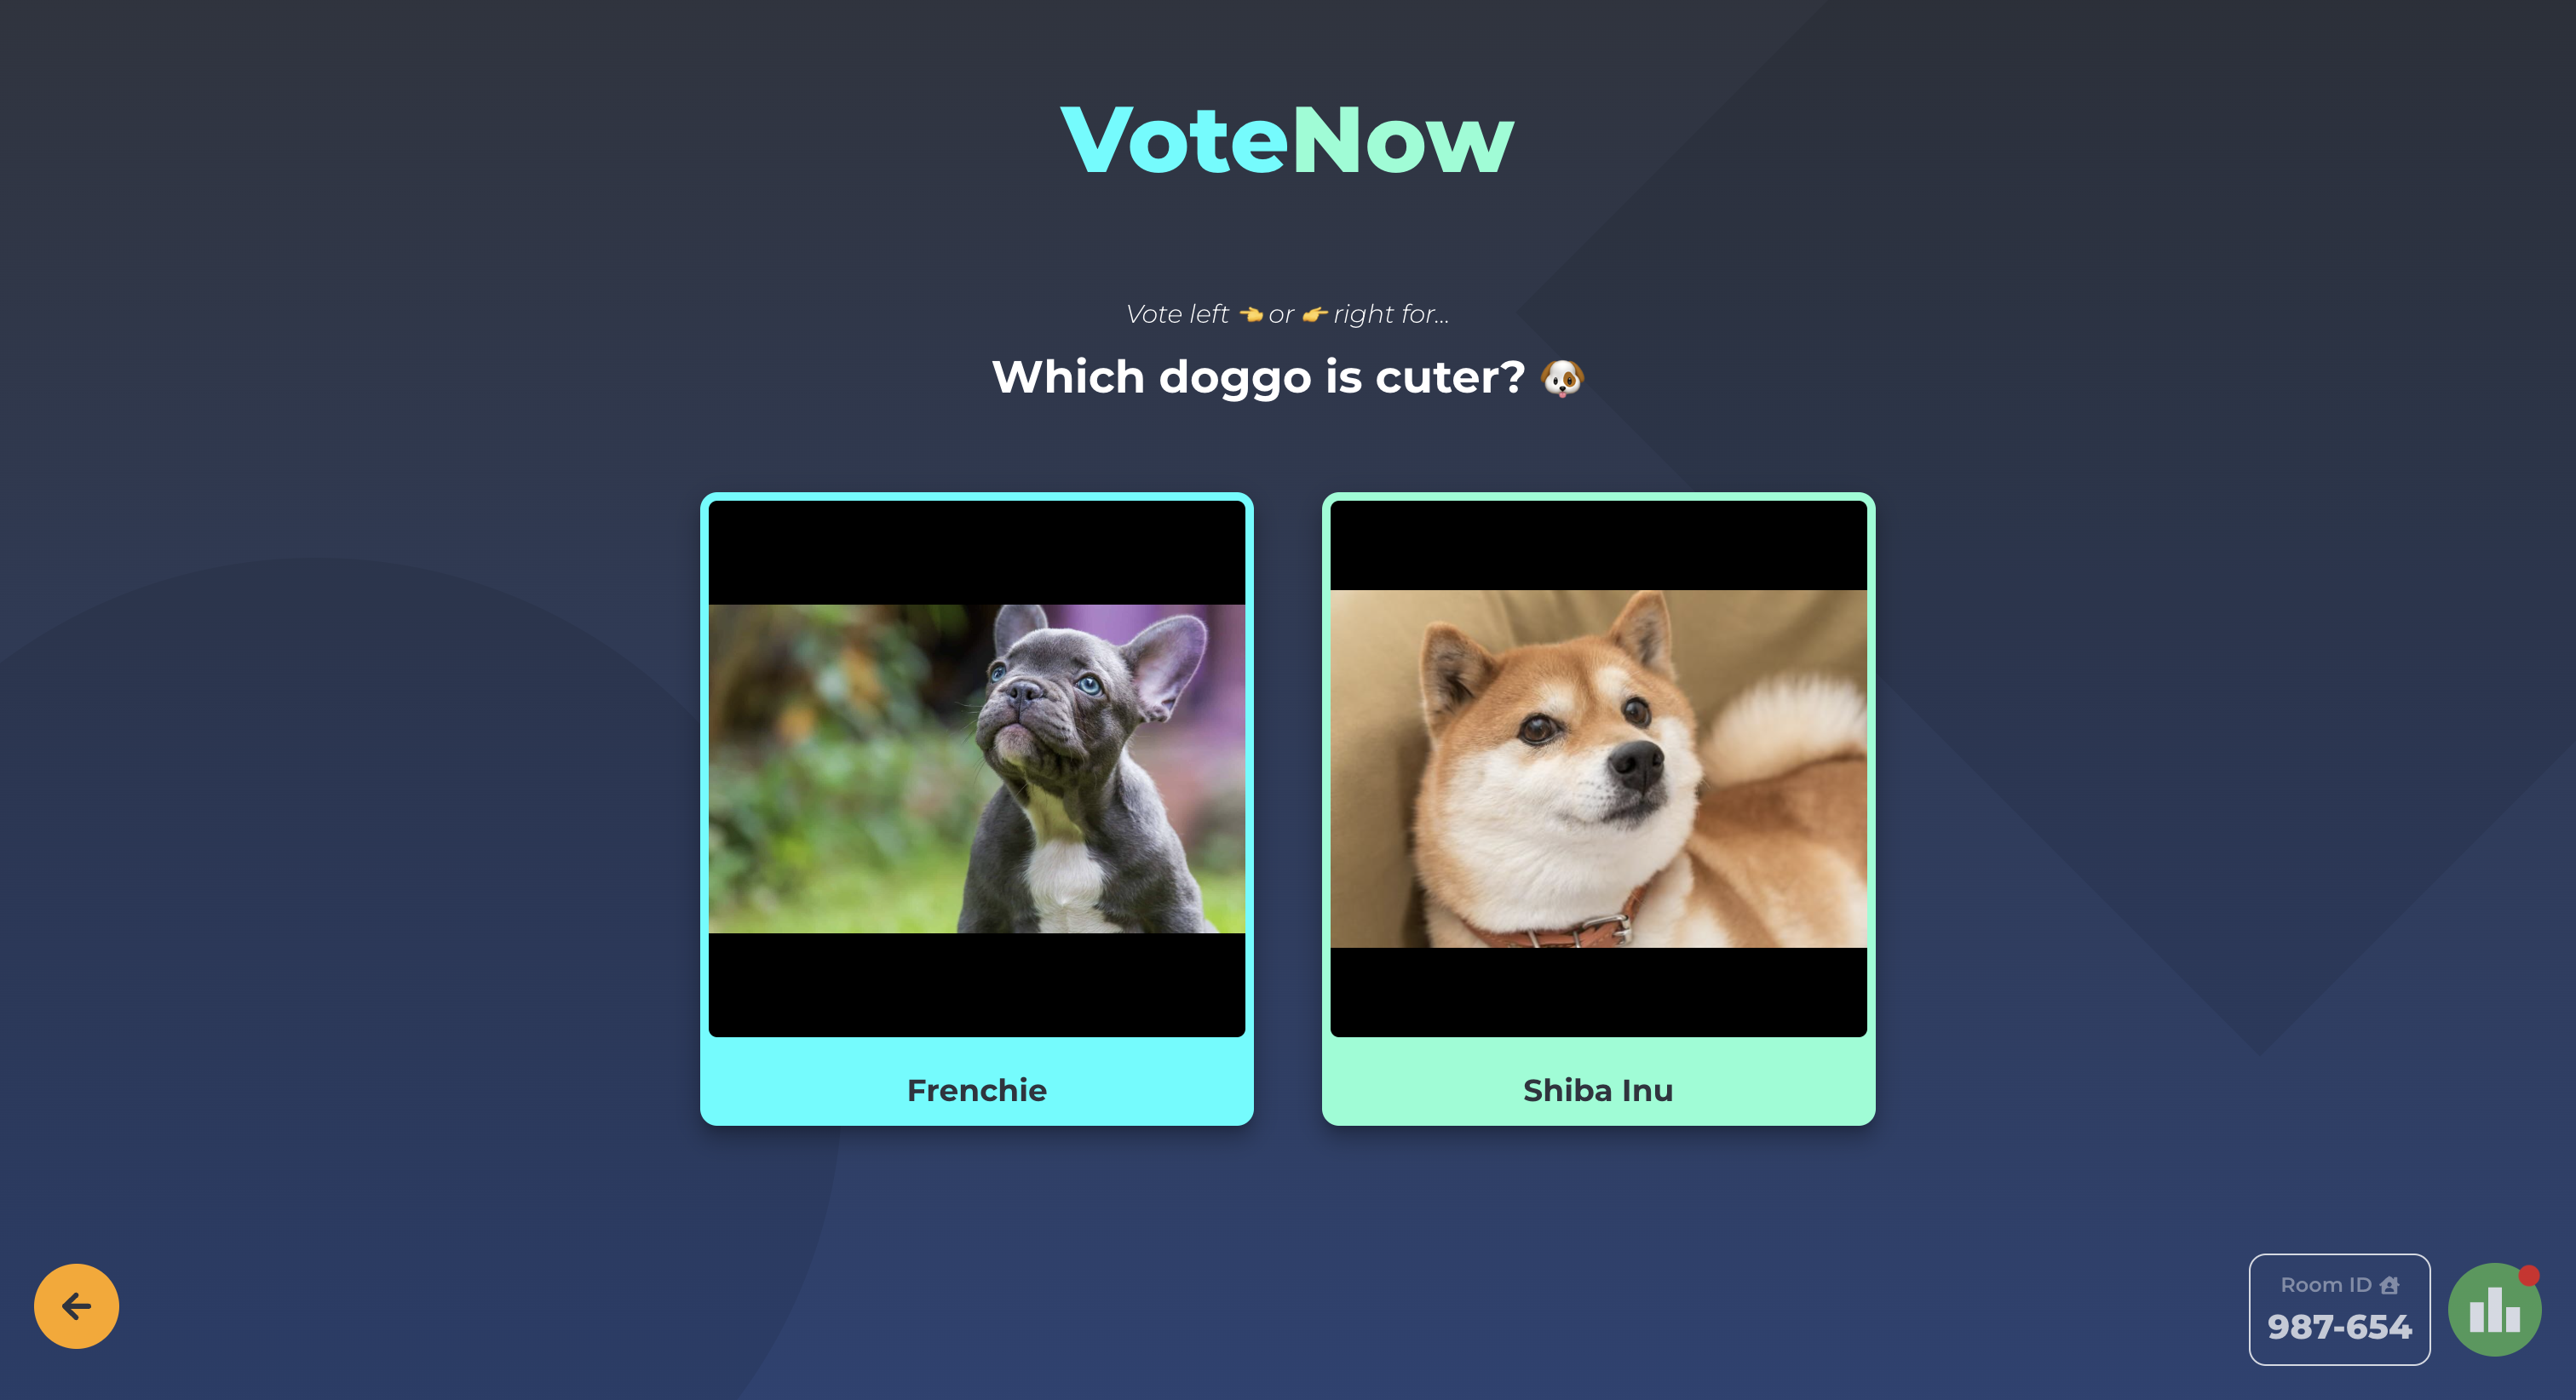 VoteNow
Vote left 👈 or 👉 right for...
Which doggo is cuter? 🐶
Frenchie
Shiba Inu
Room ID
987-654